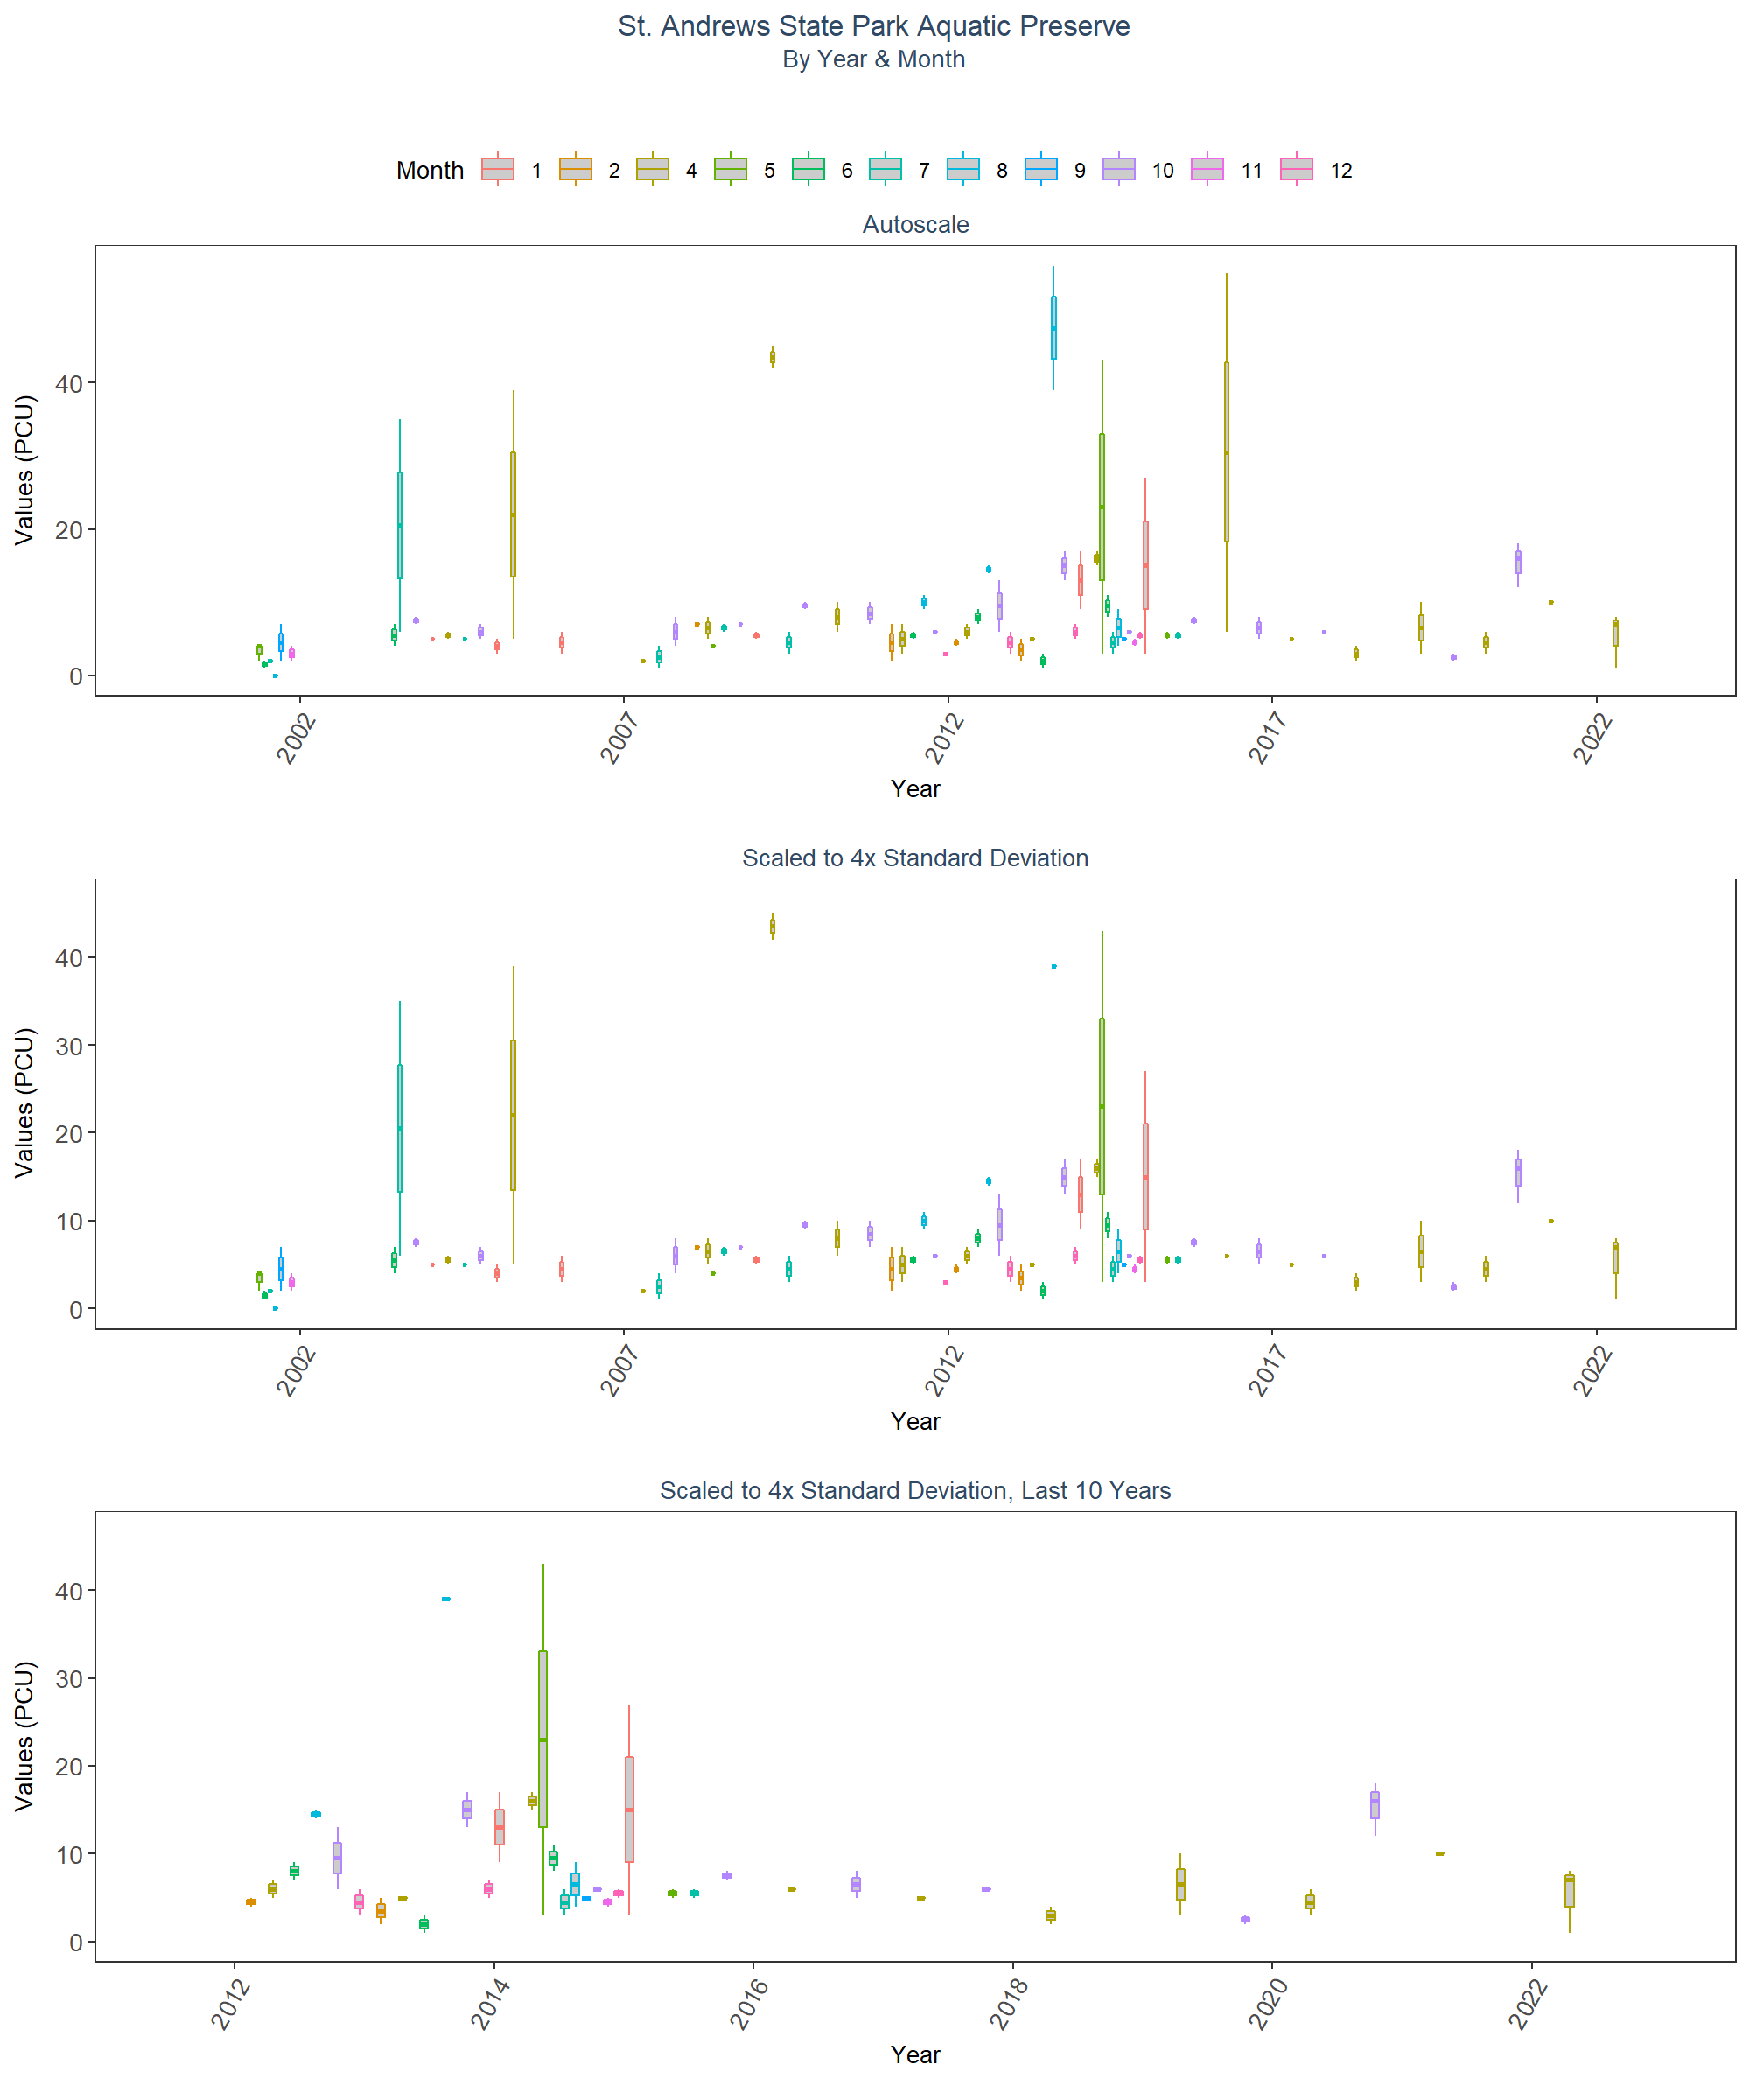 St. Andrews State Park Aquatic Preserve
By Year & Month
Month 1 2 4 5 6 7 8 9 10 11 12
Autoscale
Values (PCU)
40
20
0
2002 2007 2012 2017 2022
Year
Scaled to 4x Standard Deviation
Values (PCU)
40
30
20
10
0
2002 2007 2012 2017 2022
Year
Scaled to 4x Standard Deviation, Last 10 Years
Values (PCU)
40
30
20
10
0
2012 2014 2016 2018 2020 2022
Year